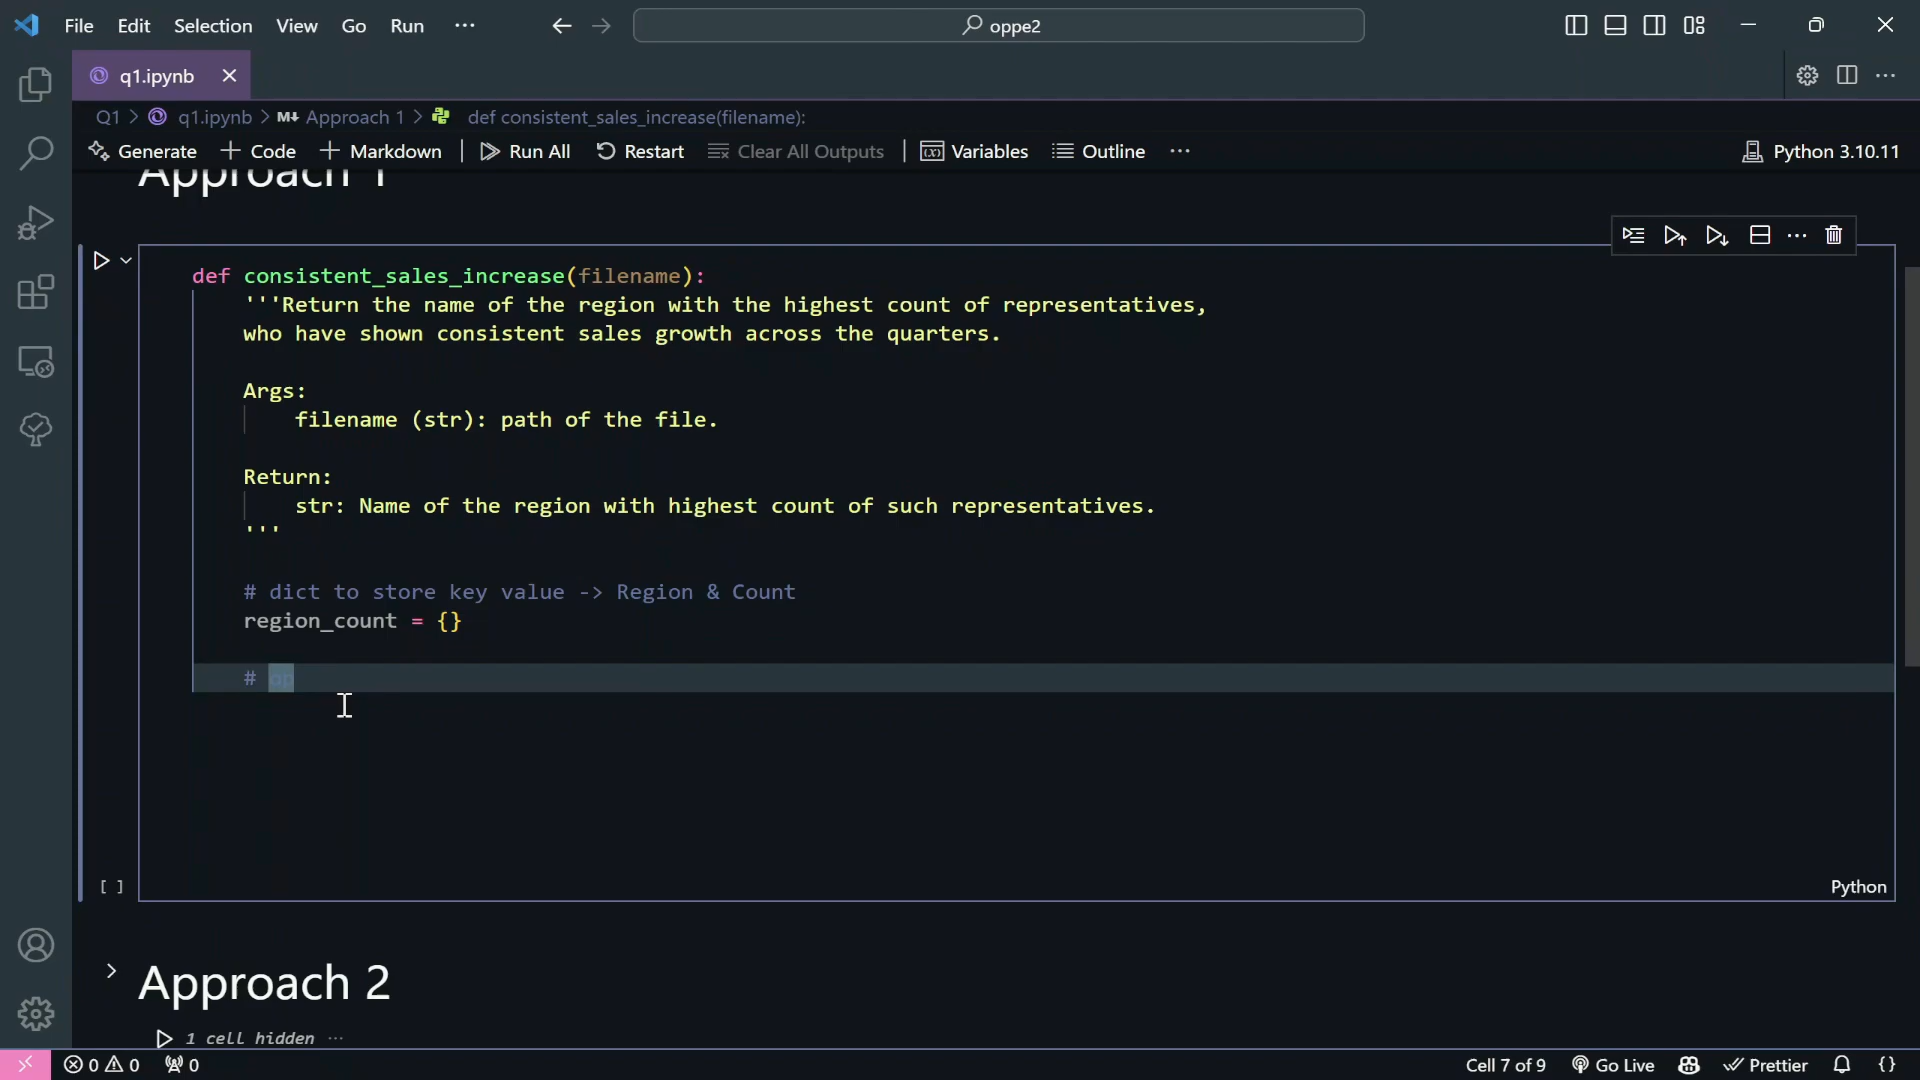 File Edit Selection View Go Run ··· oppe2
q1.ipynb
Q1 > q1.ipynb > M↓ Approach 1 > def consistent_sales_increase(filename):
Generate + Code + Markdown Run All Restart Clear All Outputs Variables Outline ··· Python 3.10.11
Approach 1
def consistent_sales_increase(filename):
'''Return the name of the region with the highest count of representatives,
who have shown consistent sales growth across the quarters.
Args:
filename (str): path of the file.
Return:
str: Name of the region with highest count of such representatives.
'''
# dict to store key value -> Region & Count
region_count = {}
#
[ ] Python
Approach 2
1 cell hidden ···
0 0 0 Cell 7 of 9 Go Live Prettier {}